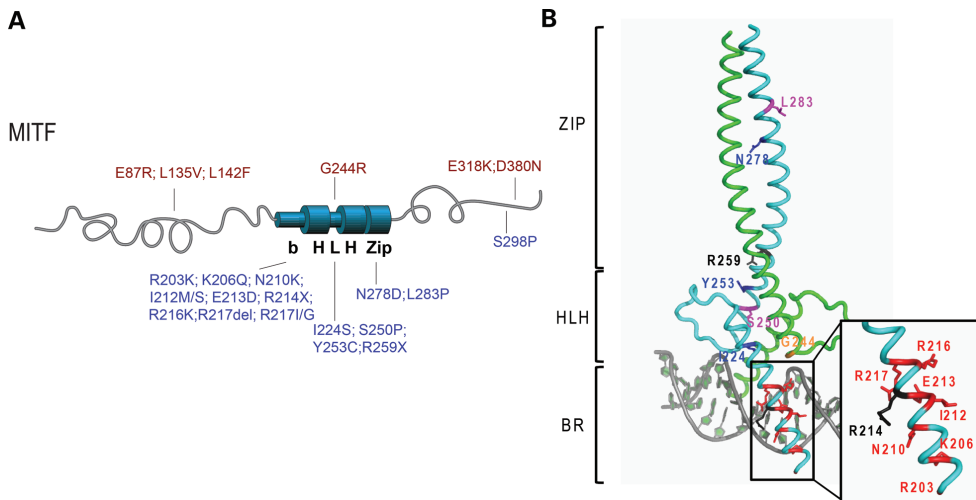 A
MITF
E87R; L135V; L142F
G244R
E318K;D380N
S298P
b H L H Zip
R203K; K206Q; N210K;
I212M/S; E213D; R214X;
R216K;R217del; R217I/G
N278D;L283P
I224S; S250P;
Y253C;R259X
B
ZIP
HLH
BR
L283
N278
R259
Y253
S250
G244
I224
R216
R217
E213
I212
R214
N210
K206
R203